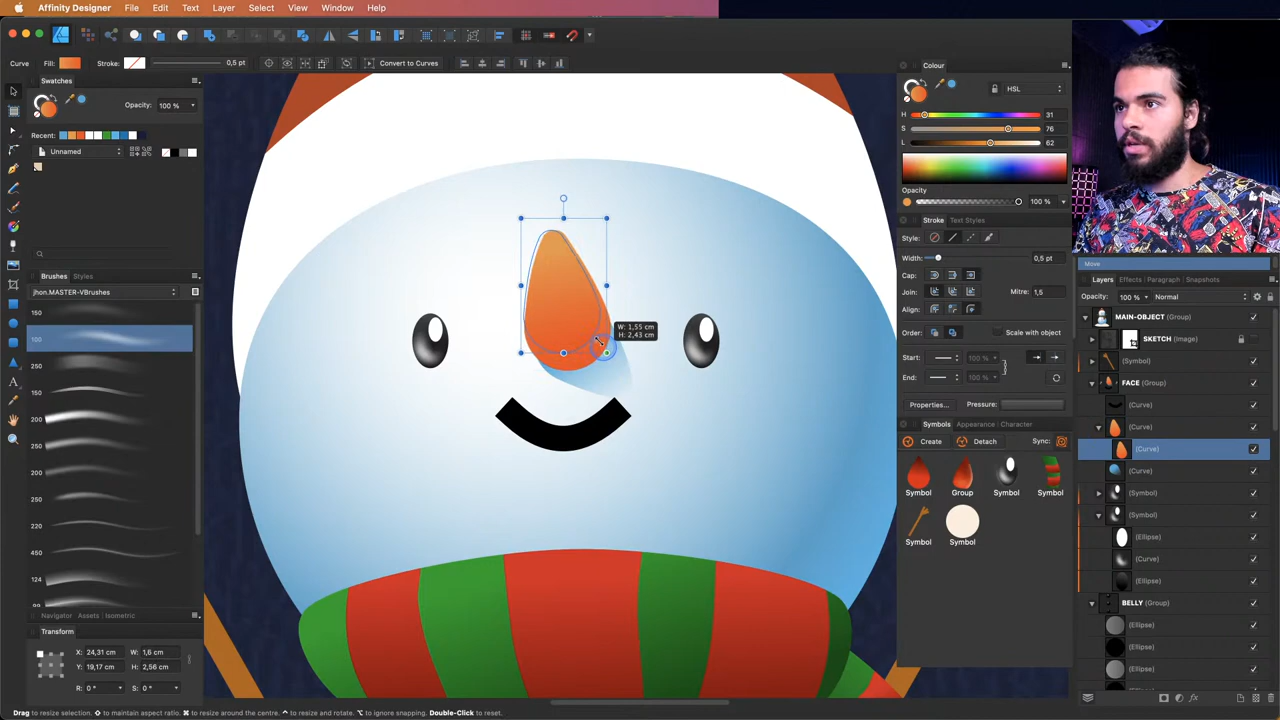 Affinity Designer File Edit Text Layer Select View Window Help
Curve Fill: Stroke: 0,5 pt Convert to Curves
Swatches
Opacity: 100 %
Recent:
Unnamed
Brushes Styles
jhon.MASTER-VBrushes
150
100
250
150
200
200
200
250
220
450
124
99
Navigator Assets Isometric
Transform
X: 24,31 cm W: 1,6 cm
Y: 19,17 cm H: 2,56 cm
R: 0 ° S: 0 °
W: 1,55 cm
H: 2,43 cm
Colour
HSL
H 31
S 76
L 62
Opacity
100 %
Stroke Text Styles
Style:
Width: 0,5 pt
Cap:
Join: Mitre: 1,5
Align:
Order: Scale with object
Start: 100 %
End: 100 %
Properties... Pressure:
Symbols Appearance Character
Create Detach Sync:
Symbol Group Symbol Symbol
Symbol Symbol
Move
Layers Effects Paragraph History Snapshots
Opacity: 100 % Normal
MAIN-OBJECT (Group)
SKETCH (Image)
(Symbol)
FACE (Group)
(Curve)
(Curve)
(Curve)
(Curve)
(Symbol)
(Symbol)
(Ellipse)
(Curve)
(Ellipse)
BELLY (Group)
(Ellipse)
(Ellipse)
(Ellipse)
(Ellipse)
Drag to resize selection. ⇧ to maintain aspect ratio. ⌘ to resize around the centre. ^ to resize and rotate. ⌥ to ignore snapping. Double-Click to reset.